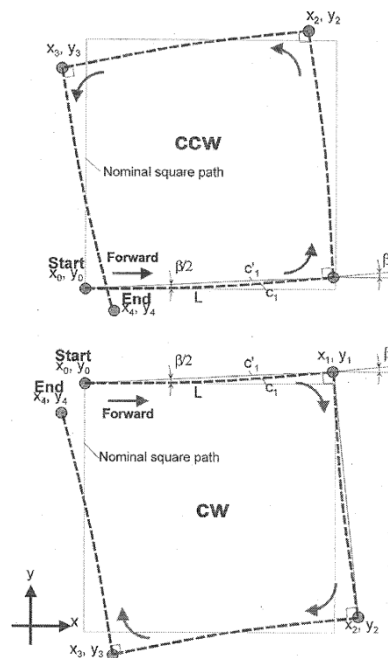 x₂, y₂
x₃, y₃
CCW
Nominal square path
Forward
Start
x₀, y₀
β/2
c'₁
β
c₁
L
End
x₄, y₄
Start
x₀, y₀
β/2
c'₁
x₁, y₁
β
End
x₄, y₄
c₁
L
Forward
Nominal square path
CW
y
x
x₂, y₂
x₃, y₃